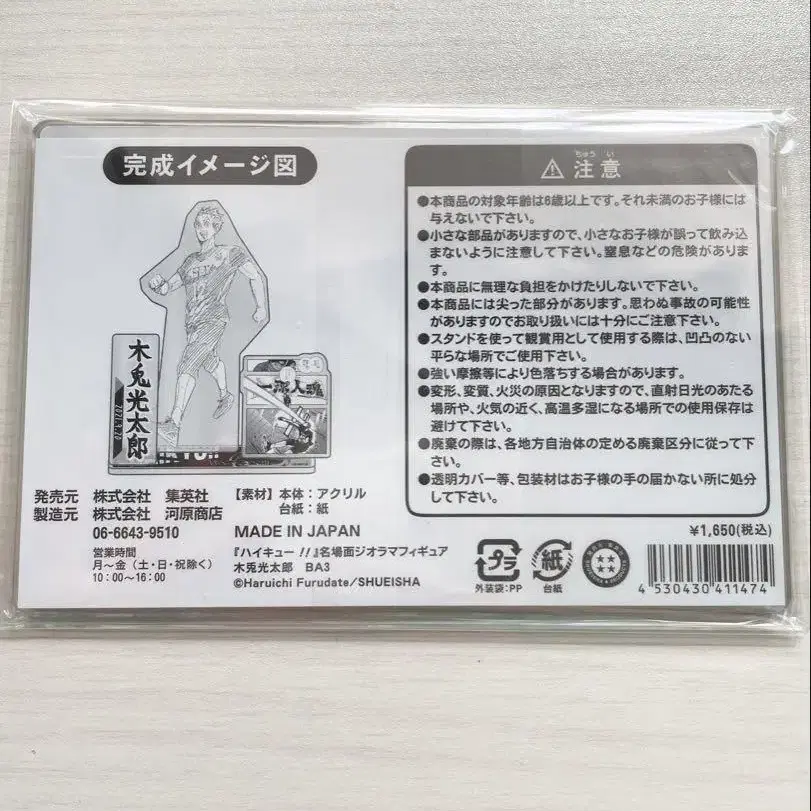 完成イメージ図
木兎光太郎
一球入魂
発売元 株式会社 集英社
製造元 株式会社 河原商店
06-6643-9510
営業時間
月～金（土・日・祝除く）
10:00～16:00
【素材】本体：アクリル
台紙：紙
MADE IN JAPAN
『ハイキュー!!』名場面ジオラマフィギュア
木兎光太郎 BA3
©Haruichi Furudate/SHUEISHA
ちゅう い
⚠注意
●本商品の対象年齢は6歳以上です。それ未満のお子様には
与えないで下さい。
●小さな部品がありますので、小さなお子様が誤って飲み込
まないように注意して下さい。窒息などの危険がありま
す。
●本商品に無理な負担をかけたりしないで下さい。
●本商品には尖った部分があります。思わぬ事故の可能性
がありますのでお取り扱いには十分にご注意下さい。
●スタンドを使って観賞用として使用する際は、凹凸のない
平らな場所でご使用下さい。
●強い摩擦等により色落ちする場合があります。
●変形、変質、火災の原因となりますので、直射日光のあたる
場所や、火気の近く、高温多湿になる場所での使用保存は
避けて下さい。
●廃棄の際は、各地方自治体の定める廃棄区分に従って下
さい。
●透明カバー等、包装材はお子様の手の届かない所に処分
して下さい。
¥1,650(税込)
プラ
外装袋:PP
紙
台紙
4 530430 411474